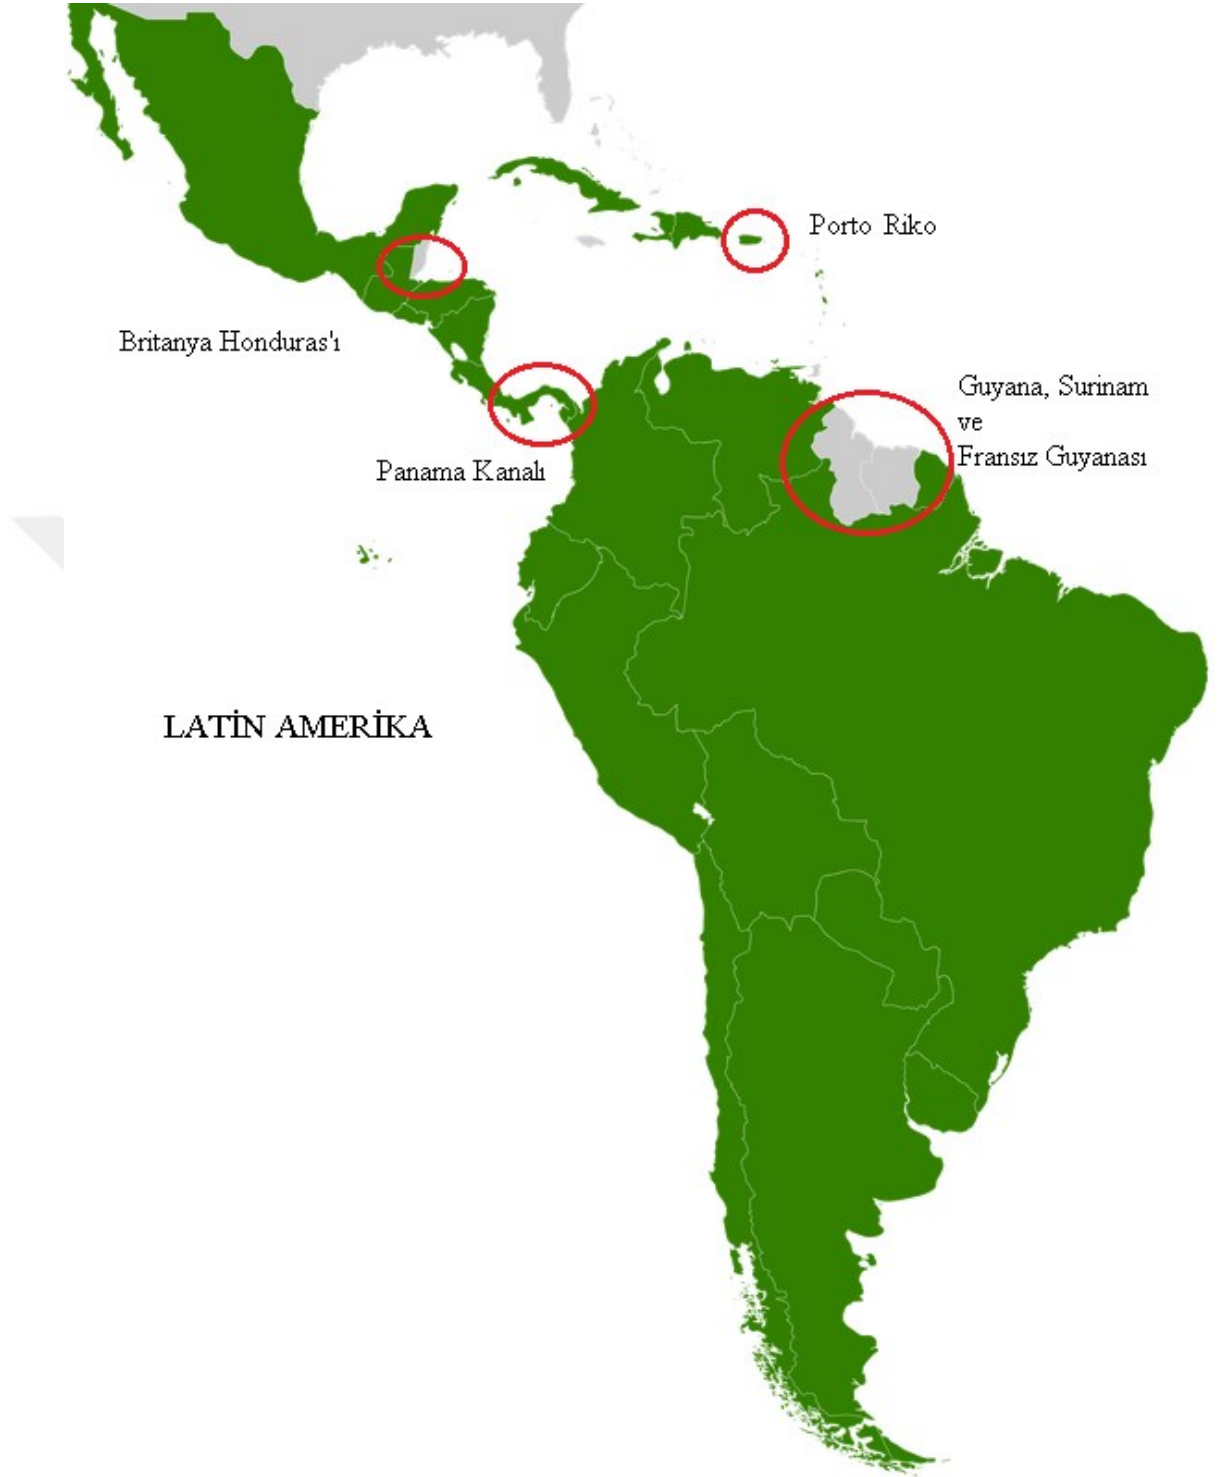 Porto Riko
Britanya Honduras'ı
Guyana, Surinam
ve
Fransız Guyanası
Panama Kanalı
LATİN AMERİKA